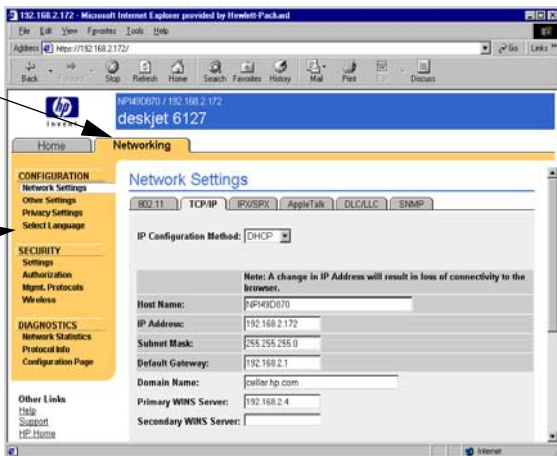 192.168.2.172 - Microsoft Internet Explorer provided by Hewlett-Packard
File Edit View Favorites Tools Help
Address https://192.168.2.172/ Go Links »
Back Forward Stop Refresh Home Search Favorites History Mail Print Edit Discuss
hp
invent
NPI49D870 / 192.168.2.172
deskjet 6127
Home Networking
CONFIGURATION
Network Settings
Other Settings
Privacy Settings
Select Language
SECURITY
Settings
Authorization
Mgmt. Protocols
Wireless
DIAGNOSTICS
Network Statistics
Protocol Info
Configuration Page
Other Links
Help
Support
HP Home
Network Settings
802.11 TCP/IP IPX/SPX AppleTalk DLC/LLC SNMP
IP Configuration Method: DHCP
Note: A change in IP Address will result in loss of connectivity to the
browser.
Host Name: NPI49D870
IP Address: 192.168.2.172
Subnet Mask: 255.255.255.0
Default Gateway: 192.168.2.1
Domain Name: cellar.hp.com
Primary WINS Server: 192.168.2.4
Secondary WINS Server:
Internet